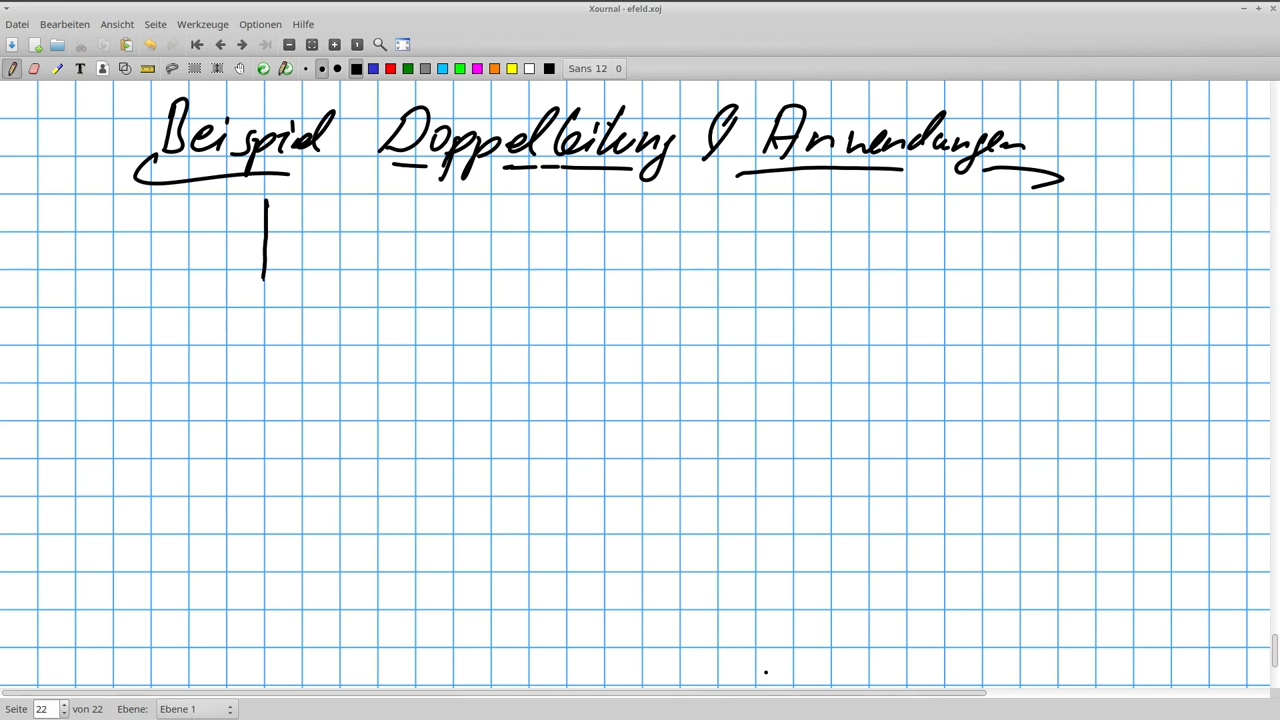 Xournal - efeld.xoj
Datei Bearbeiten Ansicht Seite Werkzeuge Optionen Hilfe
1
T Sans 12 0
Beispiel Doppelleitung & Anwendungen
Seite 22 von 22 Ebene: Ebene 1